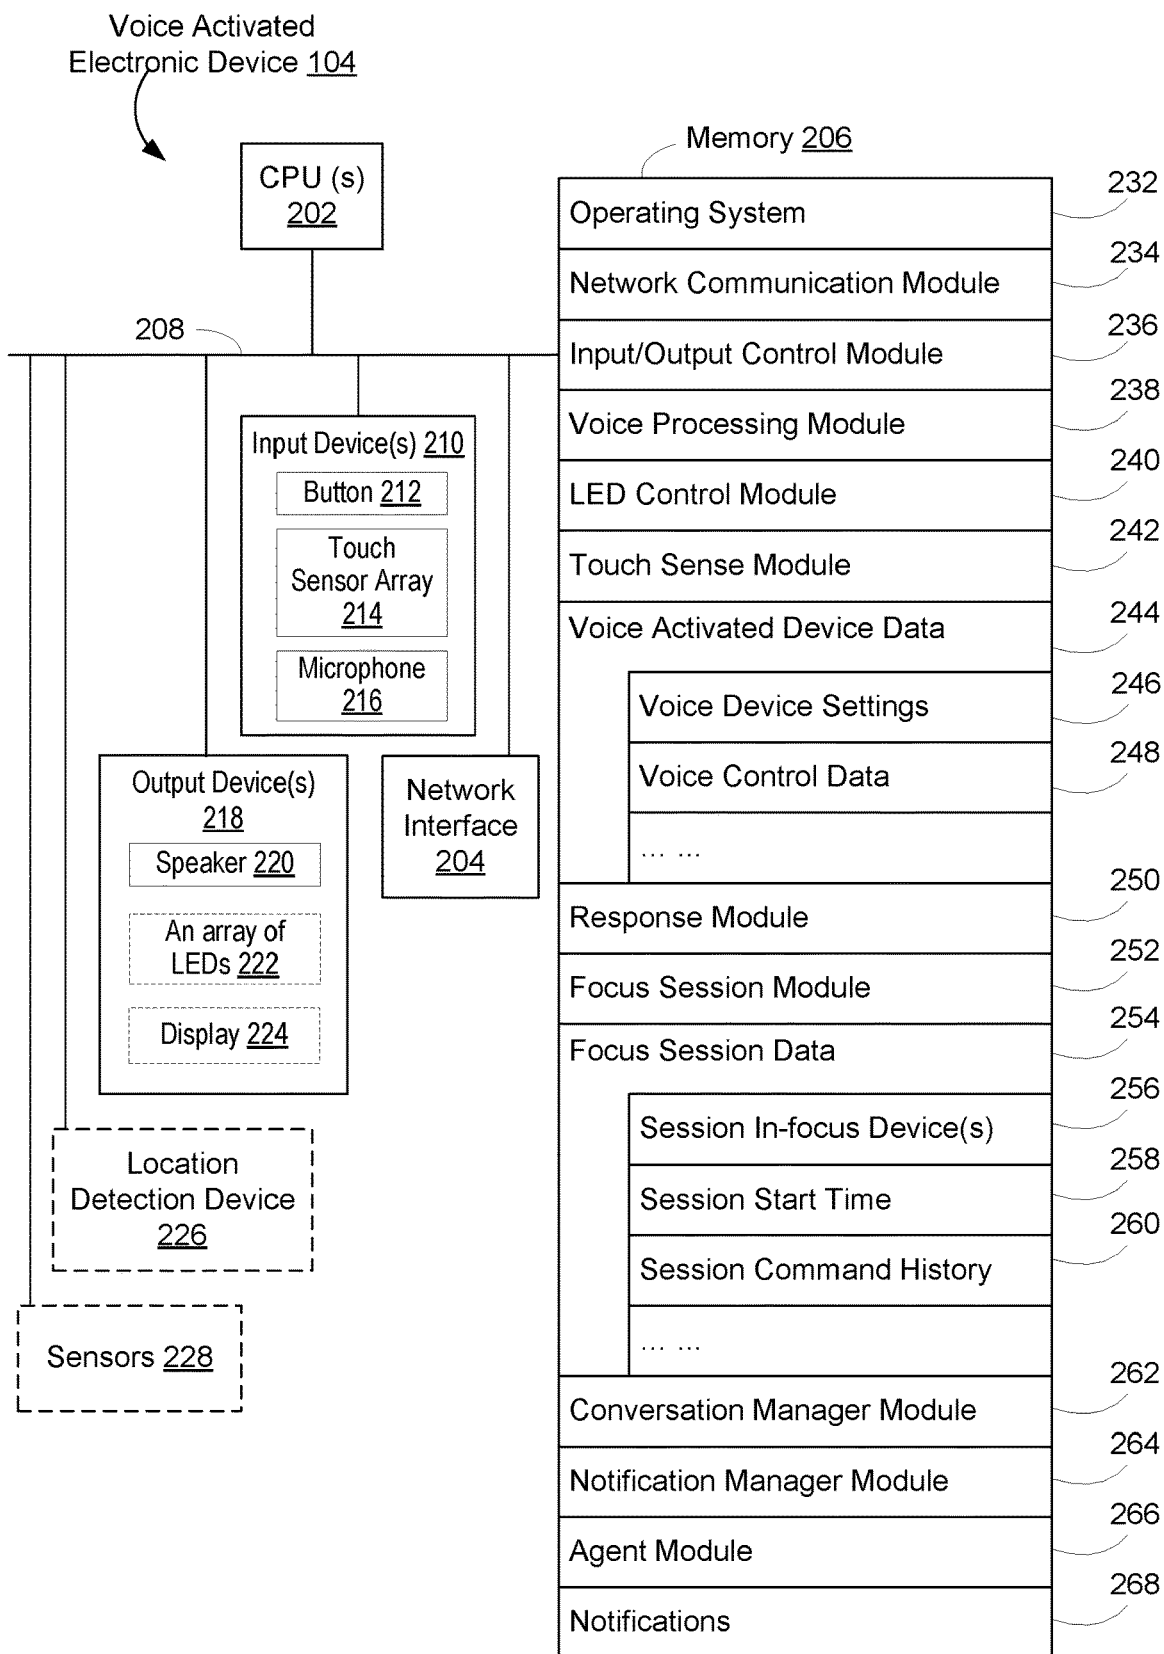 Voice Activated
Electronic Device 104
CPU (s)
202
208
Input Device(s) 210
Button 212
Touch
Sensor Array
214
Microphone
216
Output Device(s)
218
Speaker 220
An array of
LEDs 222
Display 224
Network
Interface
204
Location
Detection Device
226
Sensors 228
Memory 206
Operating System
232
Network Communication Module
234
Input/Output Control Module
236
Voice Processing Module
238
LED Control Module
240
Touch Sense Module
242
Voice Activated Device Data
244
Voice Device Settings
246
Voice Control Data
248
... ...
Response Module
250
Focus Session Module
252
Focus Session Data
254
Session In-focus Device(s)
256
Session Start Time
258
Session Command History
260
... ...
Conversation Manager Module
262
Notification Manager Module
264
Agent Module
266
Notifications
268